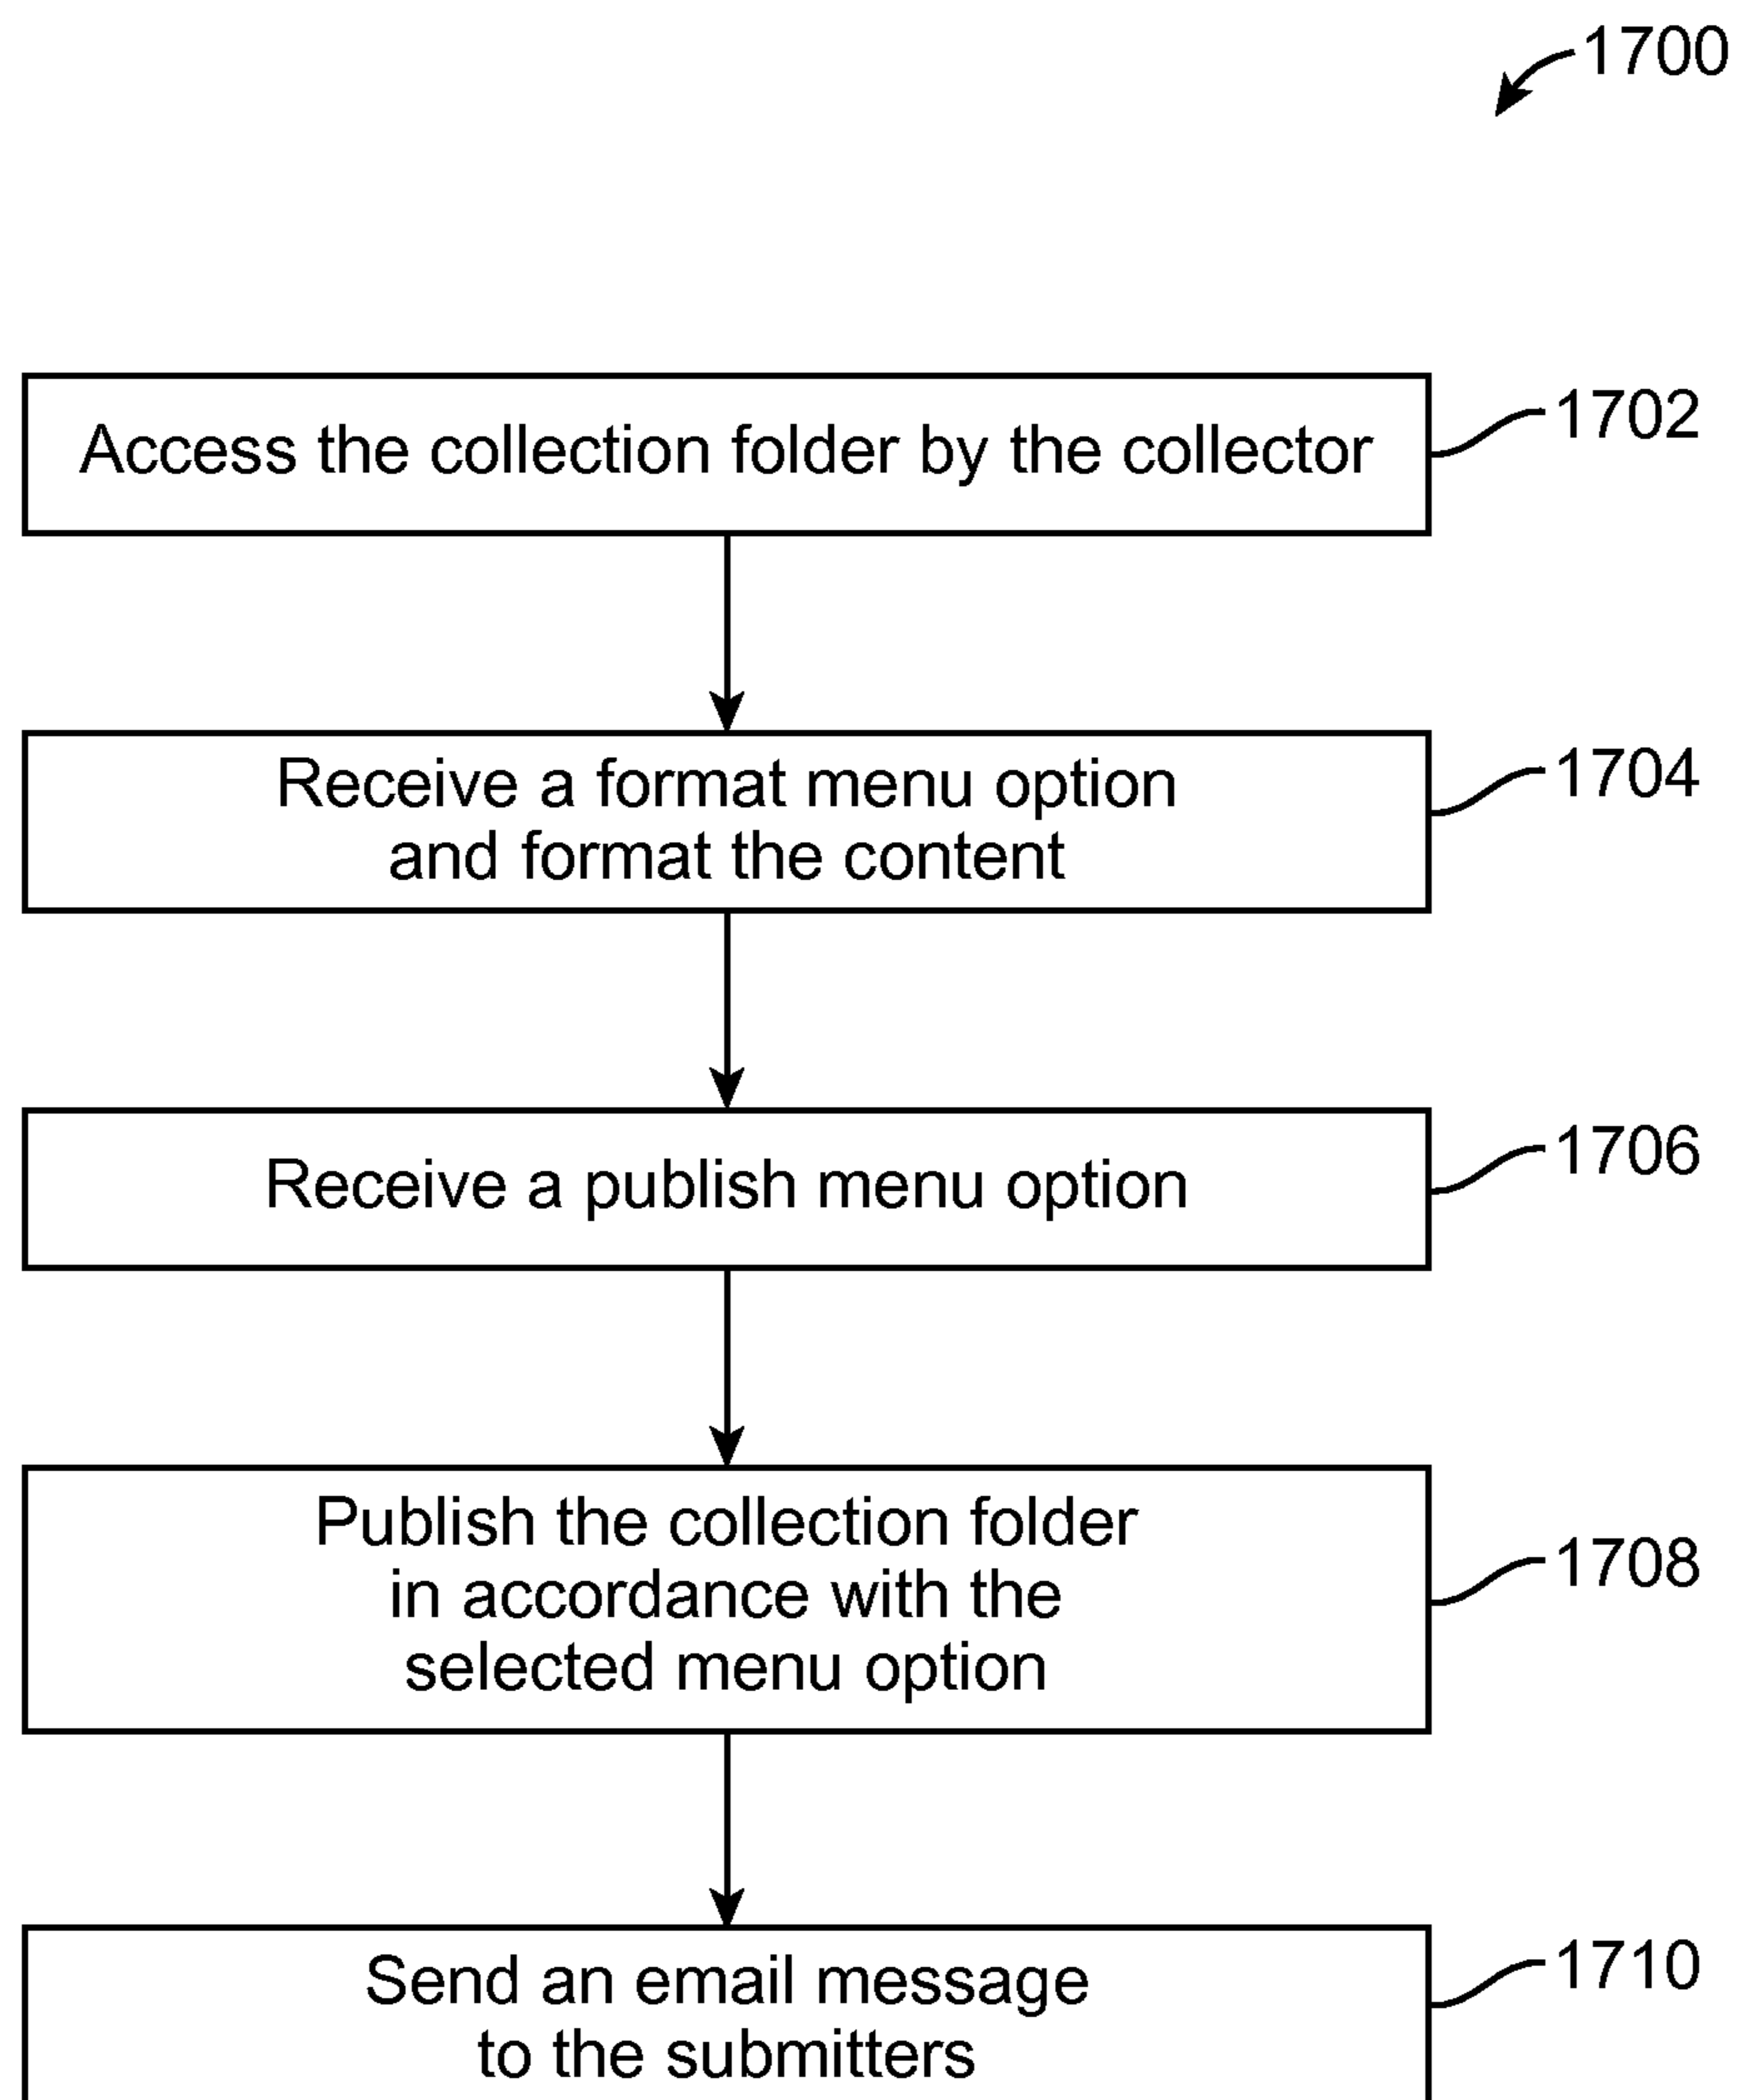 1700
Access the collection folder by the collector
1702
Receive a format menu option
and format the content
1704
Receive a publish menu option
1706
Publish the collection folder
in accordance with the
selected menu option
1708
Send an email message
to the submitters
1710